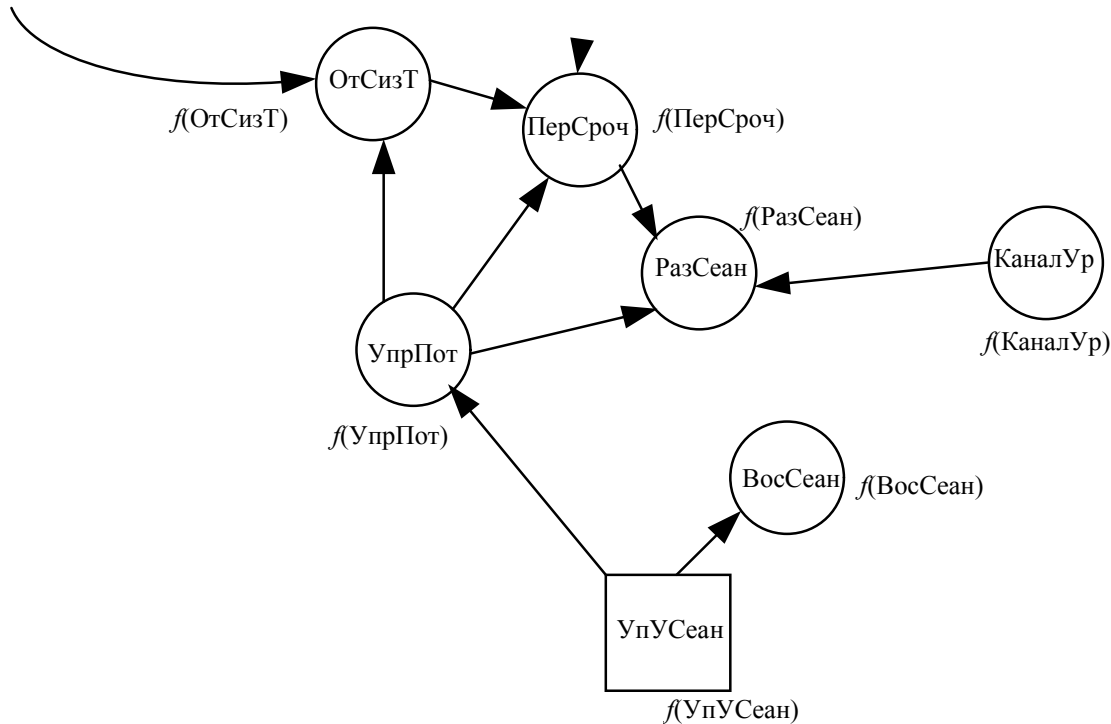 ОтСизТ
f(ОтСизТ)
ПерСроч
f(ПерСроч)
f(РазСеан)
РазСеан
КаналУр
f(КаналУр)
УпрПот
f(УпрПот)
ВосСеан
f(ВосСеан)
УпУСеан
f(УпУСеан)